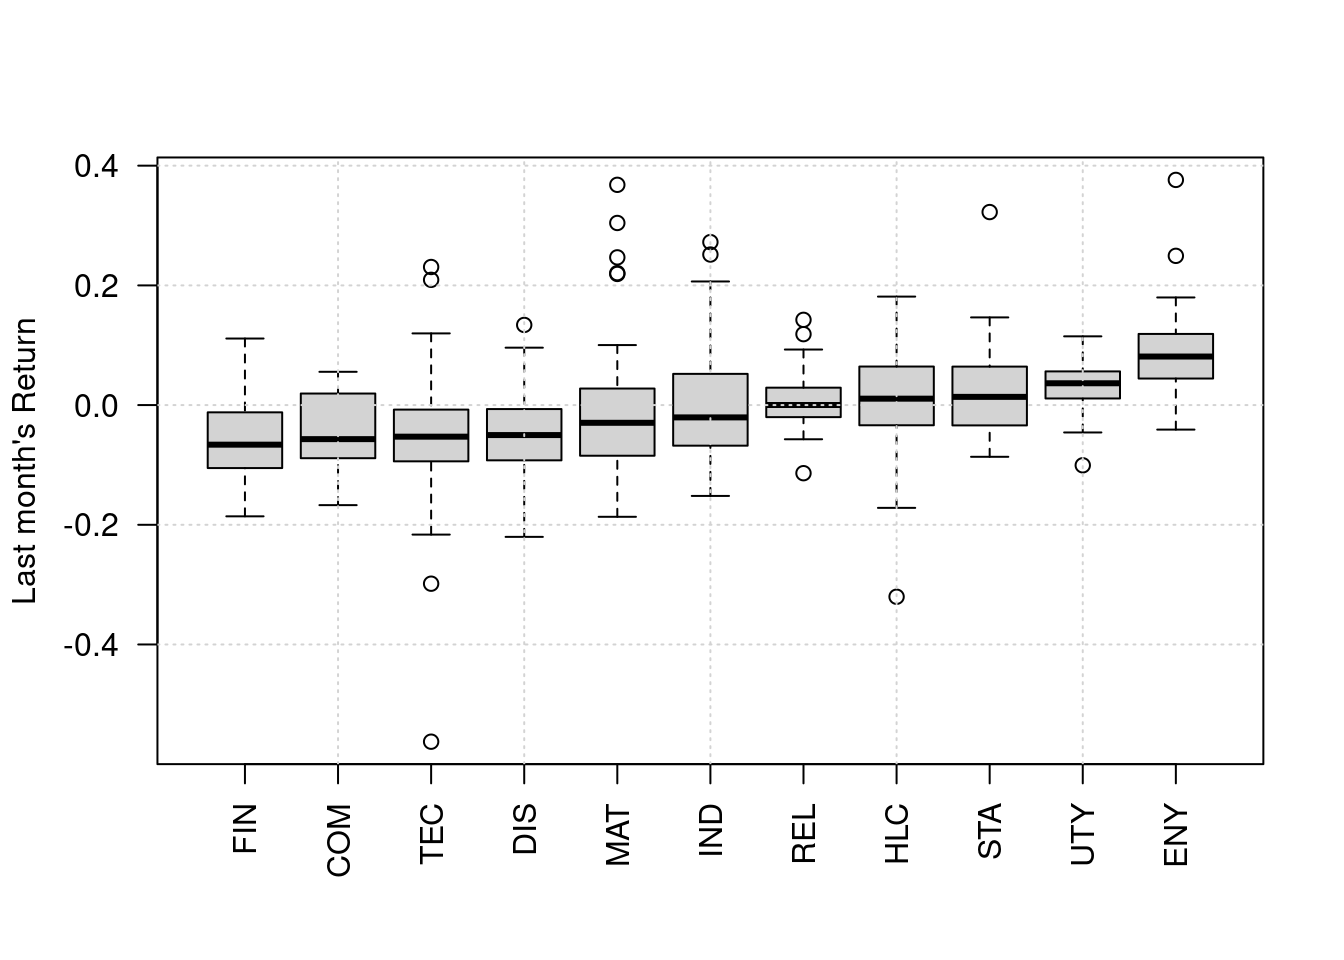 Last month's Return
0.4
0.2
0.0
-0.2
-0.4
FIN
COM
TEC
DIS
MAT
IND
REL
HLC
STA
UTY
ENY